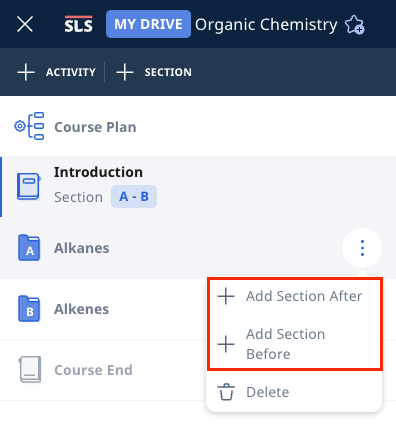 SLS MY DRIVE Organic Chemistry
ACTIVITY SECTION
Course Plan
Introduction
Section A - B
A Alkanes
Add Section After
B Alkenes
Add Section
Before
Course End
Delete